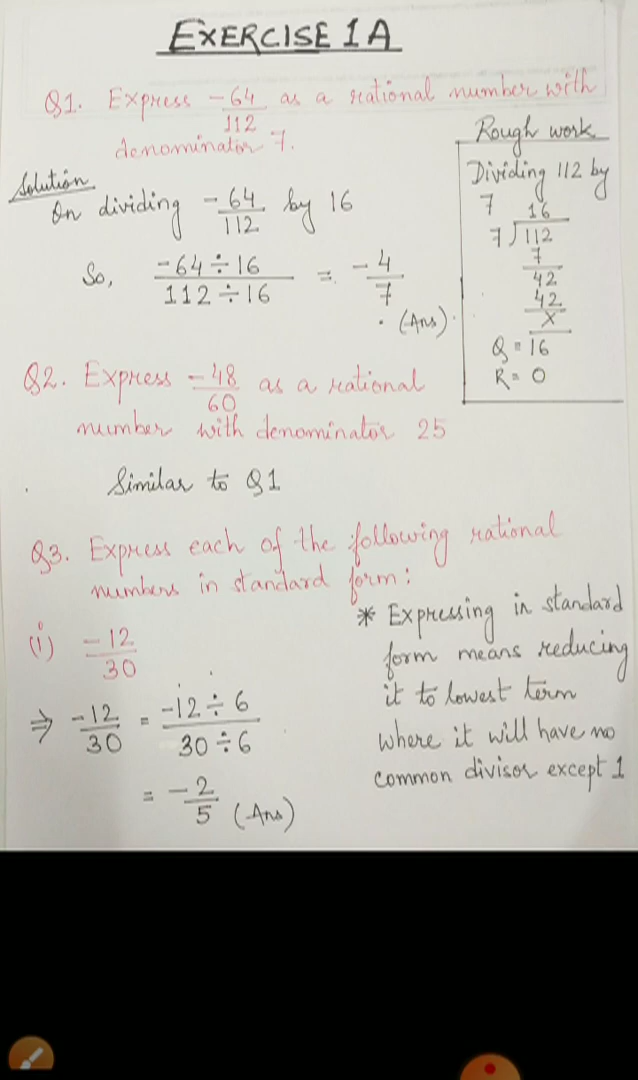 EXERCISE 1A
Q1. Express -64/112 as a rational number with
denominator 7.
Solution
On dividing -64/112 by 16
So, -64÷16/112÷16 = -4/7
. (Ans).
Rough work
Dividing 112 by
7
16
7)112
7
42
42
X
Q = 16
R = 0
Q2. Express -48/60 as a rational
number with denominator 25
Similar to Q1
Q3. Express each of the following rational
numbers in standard form:
(i) -12/30
⇒ -12/30 = -12÷6/30÷6
= -2/5 (Ans)
* Expressing in standard
form means reducing
it to lowest term
where it will have no
common divisor except 1